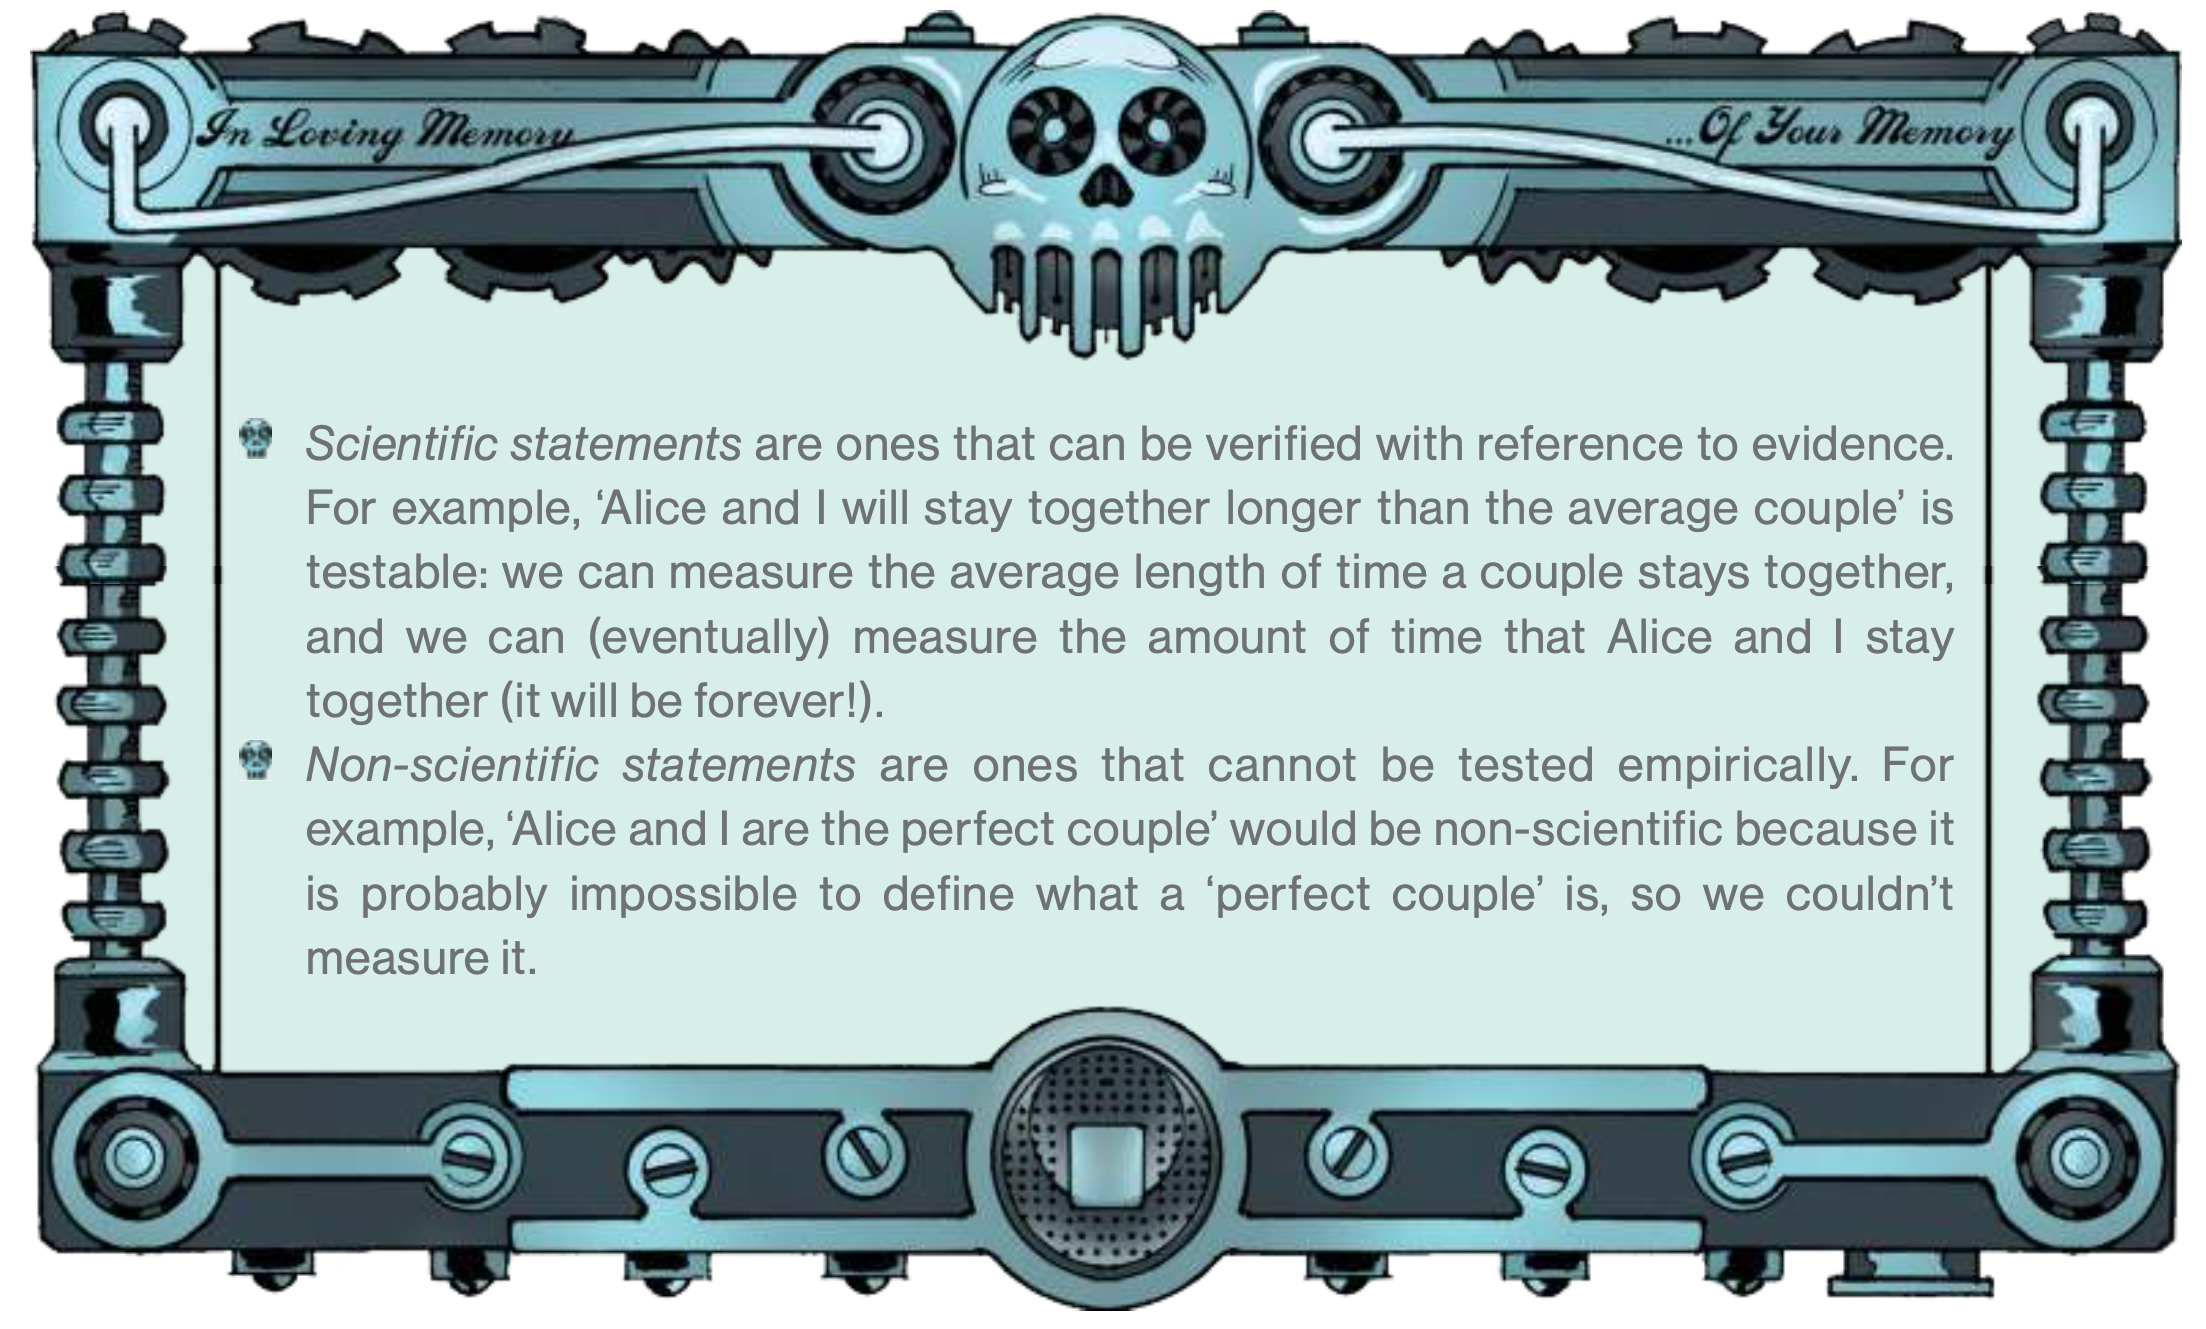 In Loving Memory
...Of Your Memory
Scientific statements are ones that can be verified with reference to evidence.
For example, ‘Alice and I will stay together longer than the average couple’ is
testable: we can measure the average length of time a couple stays together,
and we can (eventually) measure the amount of time that Alice and I stay
together (it will be forever!).
Non-scientific statements are ones that cannot be tested empirically. For
example, ‘Alice and I are the perfect couple’ would be non-scientific because it
is probably impossible to define what a ‘perfect couple’ is, so we couldn’t
measure it.